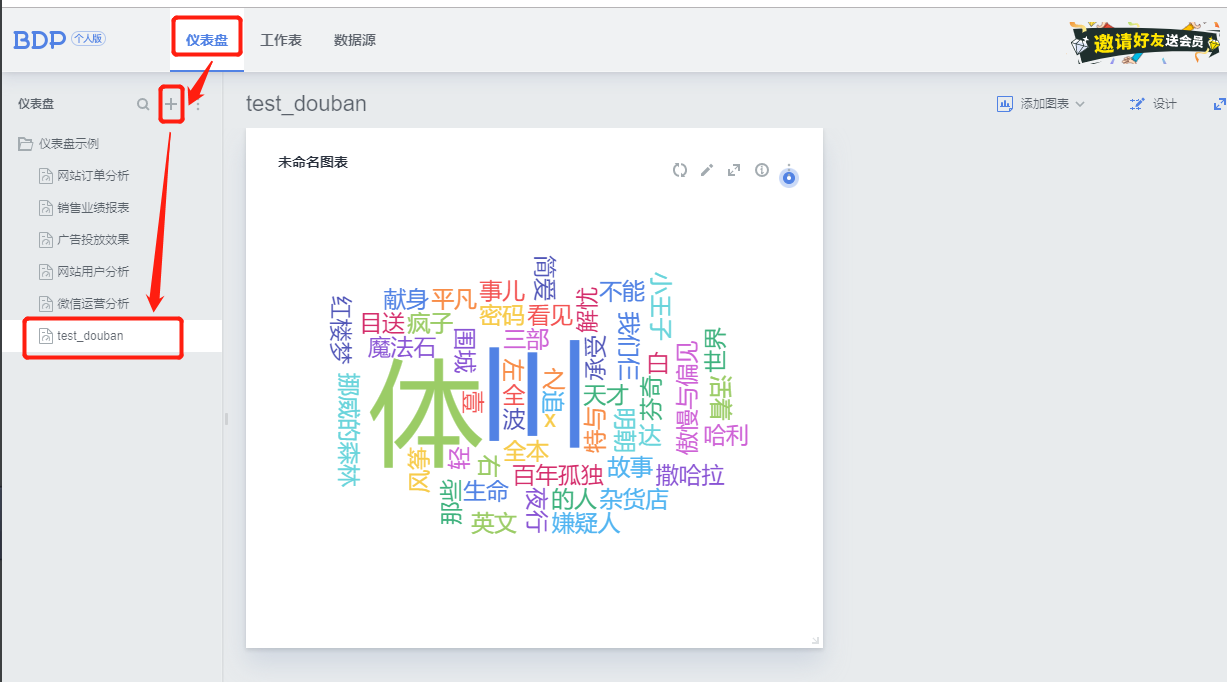 BDP 个人版
仪表盘 工作表 数据源
邀请好友送会员
仪表盘
test_douban
添加图表 设计
仪表盘示例
网站订单分析
销售业绩报表
广告投放效果
网站用户分析
微信运营分析
test_douban
未命名图表
简爱
红楼梦
献身
平凡
事儿
不能
小王子
目送
疯子
密码
看见
解忧
我们仨
魔法石
围城
三部
承受
白
傲慢与偏见
世界
挪威的森林
体
壹
左
全
波
之
追
x
天才
特与
明朝
芬奇
达
活着
哈利
川
风筝
轻
右
全本
百年孤独
故事
撒哈拉
那些
生命
夜行
的人
杂货店
英文
嫌疑人